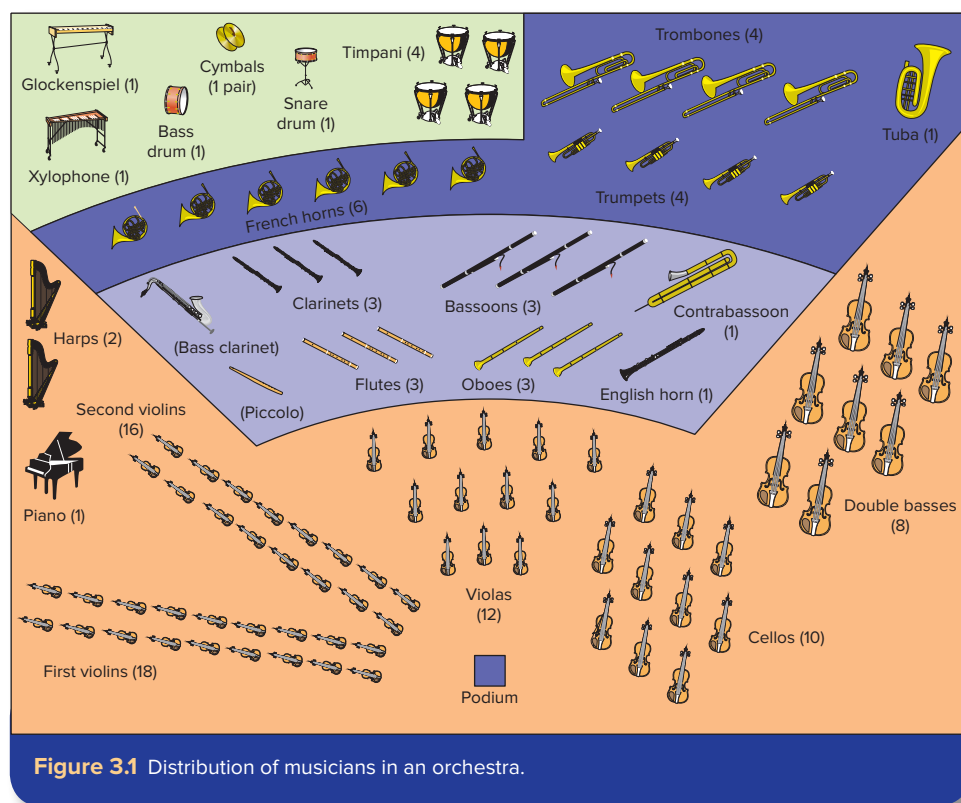 Glockenspiel (1)
Cymbals
(1 pair)
Timpani (4)
Snare
drum (1)
Bass
drum (1)
Xylophone (1)
Trombones (4)
Tuba (1)
Trumpets (4)
French horns (6)
Clarinets (3)
Bassoons (3)
Contrabassoon
(1)
(Bass clarinet)
Flutes (3)
Oboes (3)
English horn (1)
(Piccolo)
Harps (2)
Second violins
(16)
Piano (1)
Double basses
(8)
Violas
(12)
Cellos (10)
First violins (18)
Podium
Figure 3.1 Distribution of musicians in an orchestra.